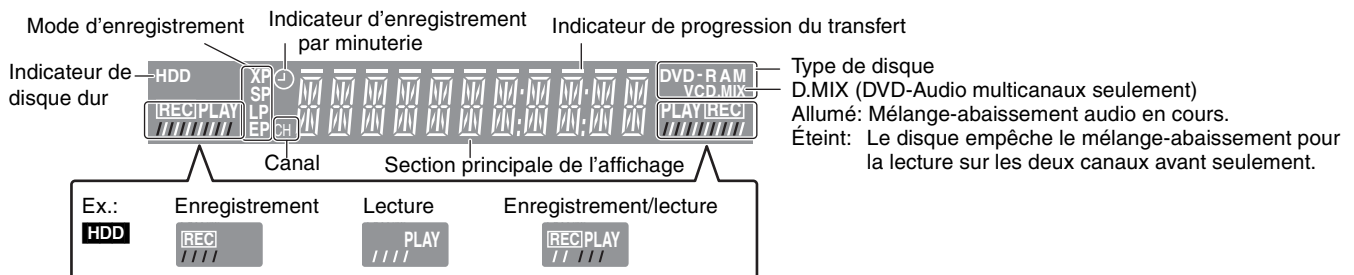 Mode d'enregistrement
Indicateur d'enregistrement
par minuterie
Indicateur de progression du transfert
Indicateur de
disque dur
HDD
XP
SP
LP
EP
CH
REC PLAY
DVD-RAM
VCD.MIX
PLAY REC
Type de disque
D.MIX (DVD-Audio multicanaux seulement)
Allumé: Mélange-abaissement audio en cours.
Éteint: Le disque empêche le mélange-abaissement pour
la lecture sur les deux canaux avant seulement.
Canal
Section principale de l'affichage
Ex.:
HDD
Enregistrement
Lecture
Enregistrement/lecture
REC
PLAY
REC PLAY